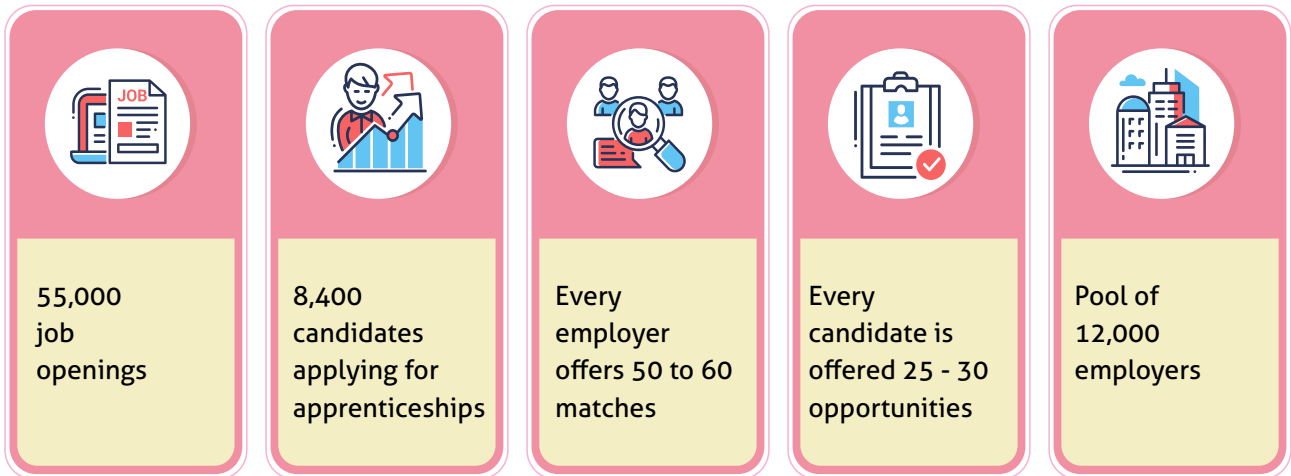 JOB
55,000
job
openings
8,400
candidates
applying for
apprenticeships
Every
employer
offers 50 to 60
matches
Every
candidate is
offered 25 - 30
opportunities
Pool of
12,000
employers